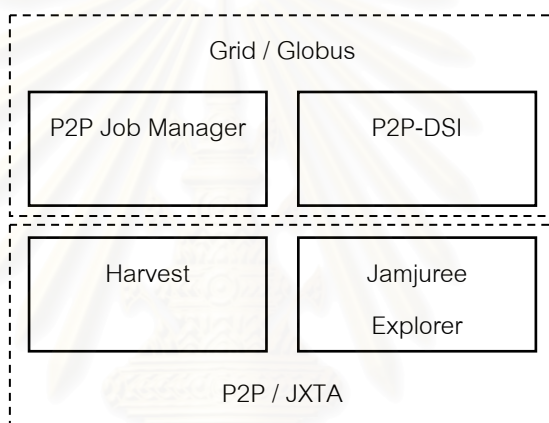 Grid / Globus
P2P Job Manager
P2P-DSI
Harvest
Jamjuree
Explorer
P2P / JXTA